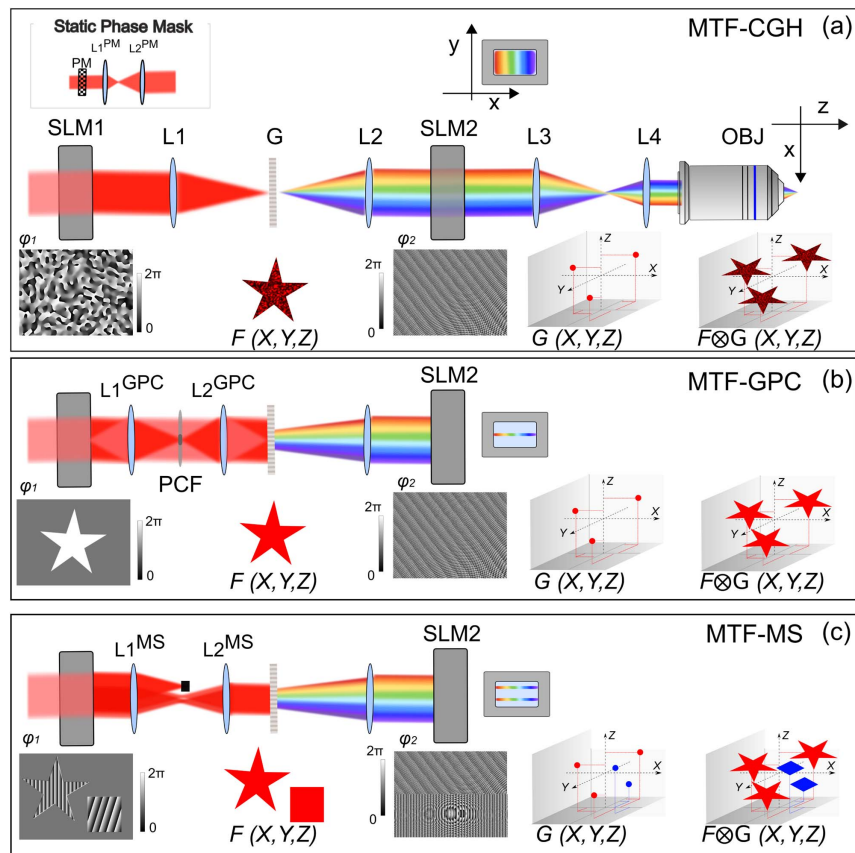 MTF-CGH (a)
Static Phase Mask
L1PM L2PM
PM
y
x
SLM1 L1 G L2 SLM2 L3 L4 OBJ z
x
φ1 2π 0
F (X,Y,Z)
φ2 2π 0
Z X Y
G (X,Y,Z)
Z X Y
F⊗G (X,Y,Z)
MTF-GPC (b)
L1GPC L2GPC SLM2
PCF
φ1 2π 0
F (X,Y,Z)
φ2 2π 0
Z X Y
G (X,Y,Z)
Z X Y
F⊗G (X,Y,Z)
MTF-MS (c)
L1MS L2MS SLM2
φ1 2π 0
F (X,Y,Z)
φ2 2π 0
Z X Y
G (X,Y,Z)
Z X Y
F⊗G (X,Y,Z)